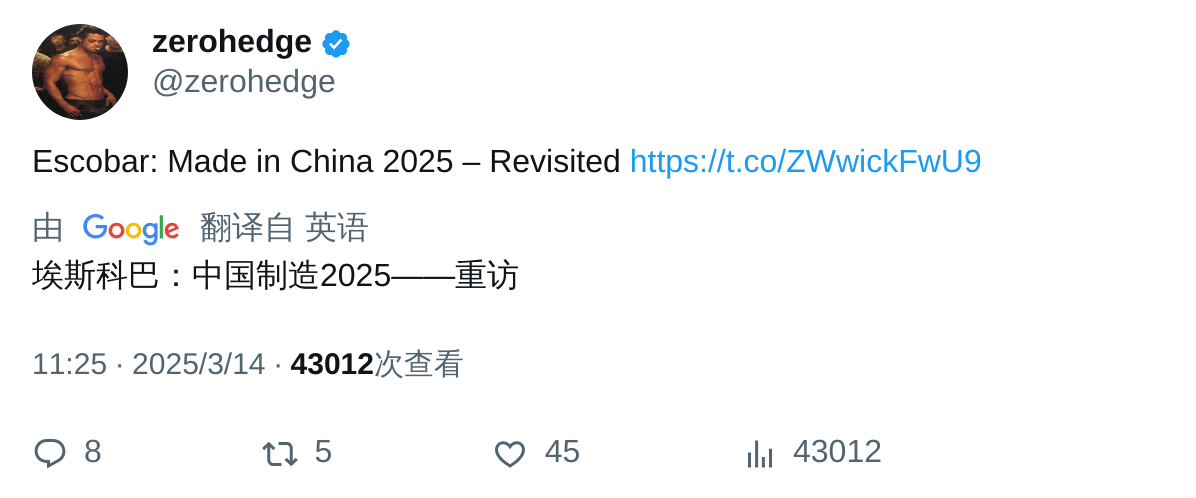 zerohedge
@zerohedge
Escobar: Made in China 2025 – Revisited https://t.co/ZWwickFwU9
由 Google 翻译自 英语
埃斯科巴：中国制造2025——重访
11:25 · 2025/3/14 · 43012次查看
8 5 45 43012